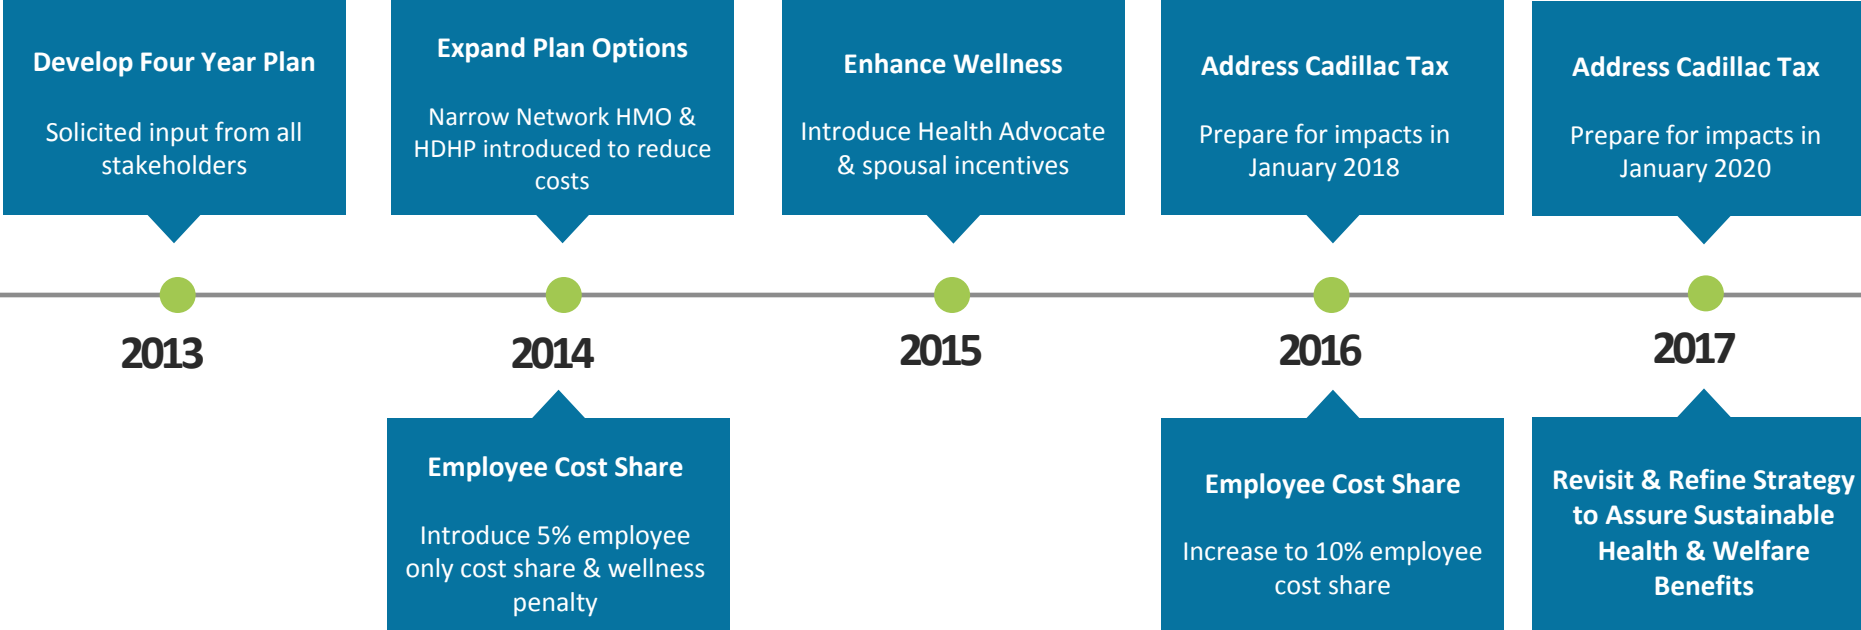 Develop Four Year Plan
Solicited input from all
stakeholders
Expand Plan Options
Narrow Network HMO &
HDHP introduced to reduce
costs
Enhance Wellness
Introduce Health Advocate
& spousal incentives
Address Cadillac Tax
Prepare for impacts in
January 2018
Address Cadillac Tax
Prepare for impacts in
January 2020
2013
2014
2015
2016
2017
Employee Cost Share
Introduce 5% employee
only cost share & wellness
penalty
Employee Cost Share
Increase to 10% employee
cost share
Revisit & Refine Strategy
to Assure Sustainable
Health & Welfare
Benefits